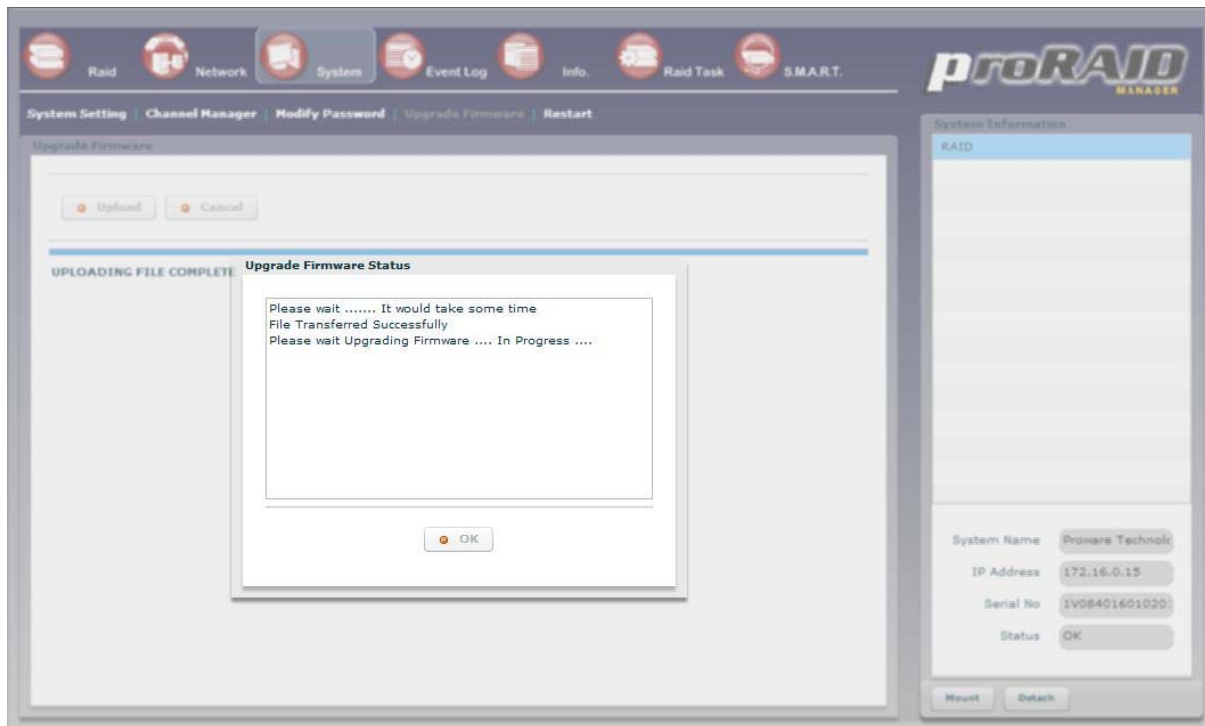 Raid
Network
System
Event Log
Info.
Raid Task
S.M.A.R.T.
proRAID
MANAGER
System Setting | Channel Manager | Modify Password | Upgrade Firmware | Restart
Upgrade Firmware
System Information
RAID
Upload
Cancel
UPLOADING FILE COMPLETE
Upgrade Firmware Status
Please wait ....... It would take some time
File Transferred Successfully
Please wait Upgrading Firmware .... In Progress ....
OK
System Name Proware Technolo
IP Address 172.16.0.15
Serial No 1V08401601020
Status OK
Mount
Detach